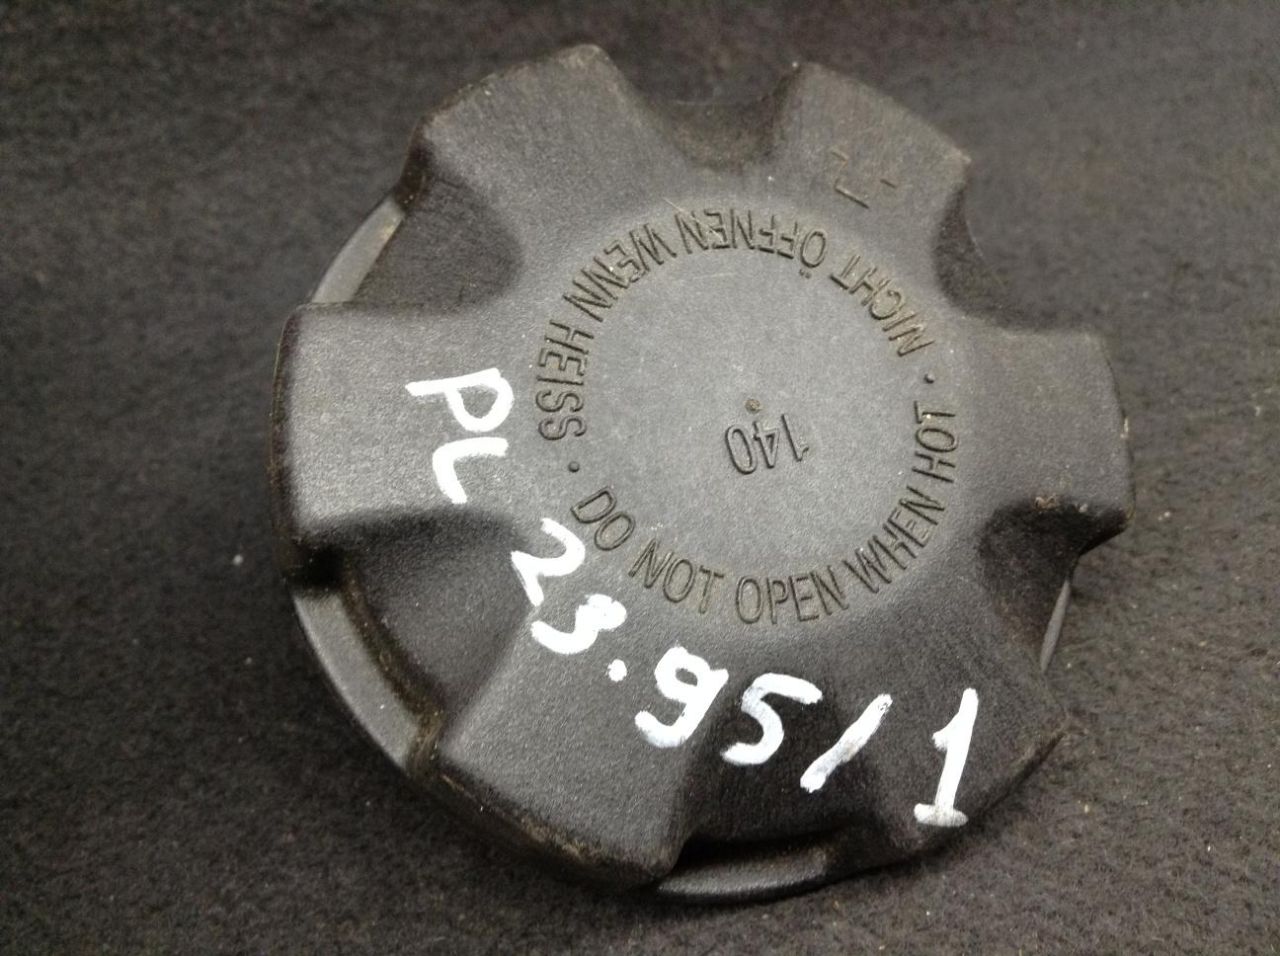 NICHT ÖFFNEN WENN HEISS
DO NOT OPEN WHEN HOT
140
PL 23.95/1